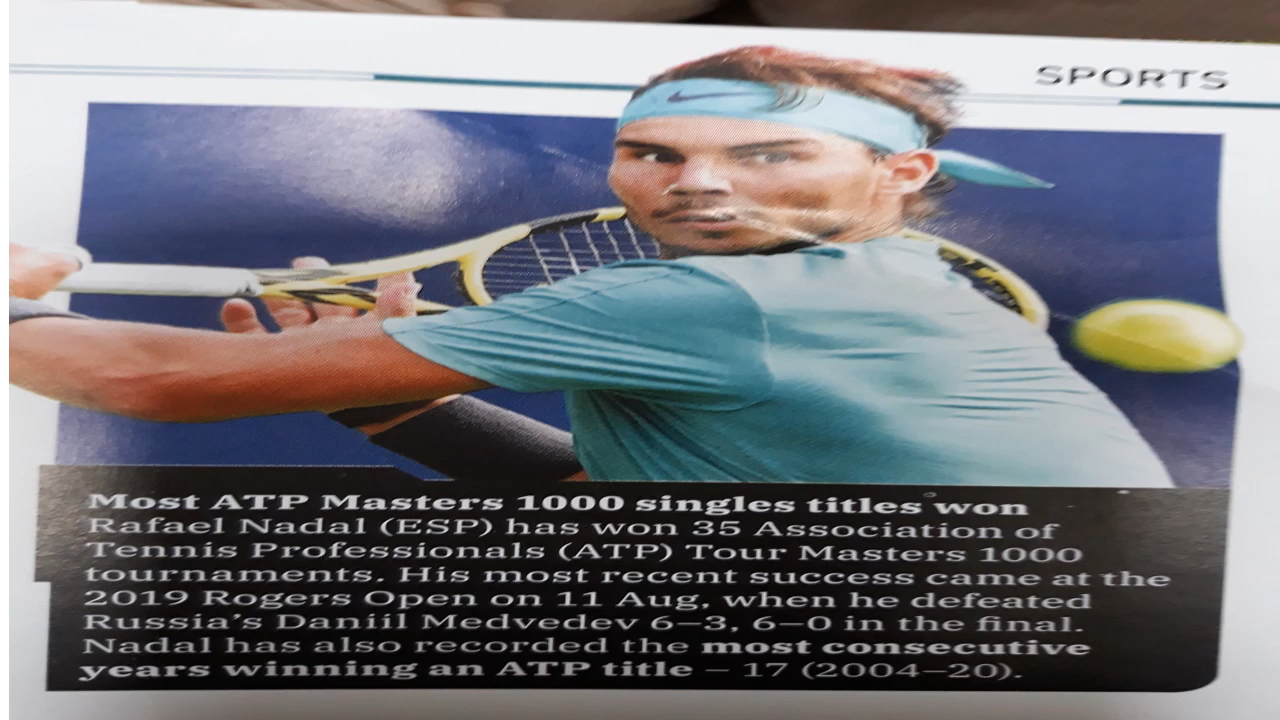 SPORTS
Most ATP Masters 1000 singles titles won
Rafael Nadal (ESP) has won 35 Association of
Tennis Professionals (ATP) Tour Masters 1000
tournaments. His most recent success came at the
2019 Rogers Open on 11 Aug, when he defeated
Russia's Daniil Medvedev 6–3, 6–0 in the final.
Nadal has also recorded the most consecutive
years winning an ATP title – 17 (2004–20).